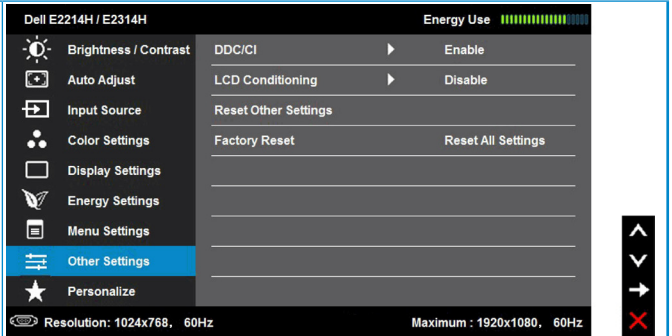 Dell E2214H / E2314H Energy Use
Brightness / Contrast DDC/CI Enable
Auto Adjust LCD Conditioning Disable
Input Source Reset Other Settings
Color Settings Factory Reset Reset All Settings
Display Settings
Energy Settings
Menu Settings
Other Settings
Personalize
Resolution: 1024x768, 60Hz Maximum : 1920x1080, 60Hz